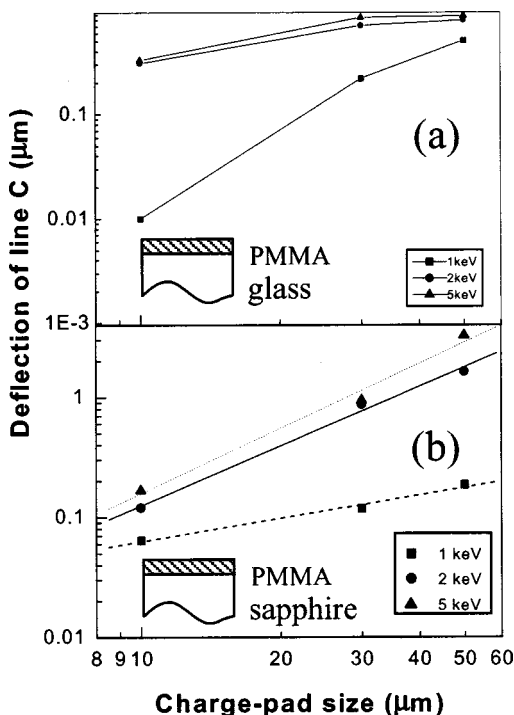 Deflection of line C (μm)
0.1
0.01
1E-3
(a)
PMMA
glass
1keV
2keV
5keV
1
0.1
0.01
(b)
PMMA
sapphire
1 keV
2 keV
5 keV
8 9 10 20 30 40 50 60
Charge-pad size (μm)